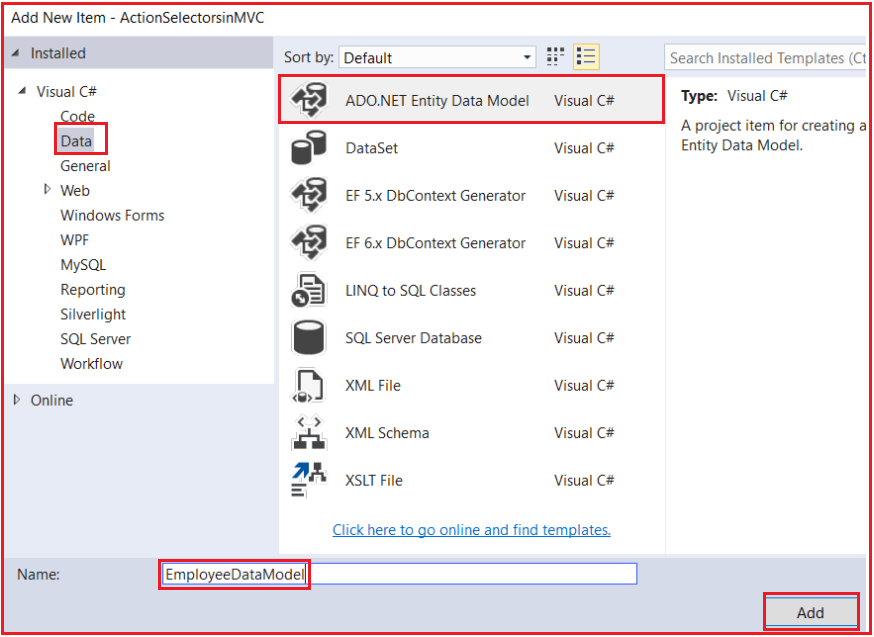 Add New Item - ActionSelectorsinMVC
Installed
Sort by: Default
Search Installed Templates (Ct
Visual C#
Code
Data
General
Web
Windows Forms
WPF
MySQL
Reporting
Silverlight
SQL Server
Workflow
Online
ADO.NET Entity Data Model Visual C#
DataSet Visual C#
EF 5.x DbContext Generator Visual C#
EF 6.x DbContext Generator Visual C#
LINQ to SQL Classes Visual C#
SQL Server Database Visual C#
XML File Visual C#
XML Schema Visual C#
XSLT File Visual C#
Click here to go online and find templates.
Type: Visual C#
A project item for creating a
Entity Data Model.
Name: EmployeeDataModel
Add